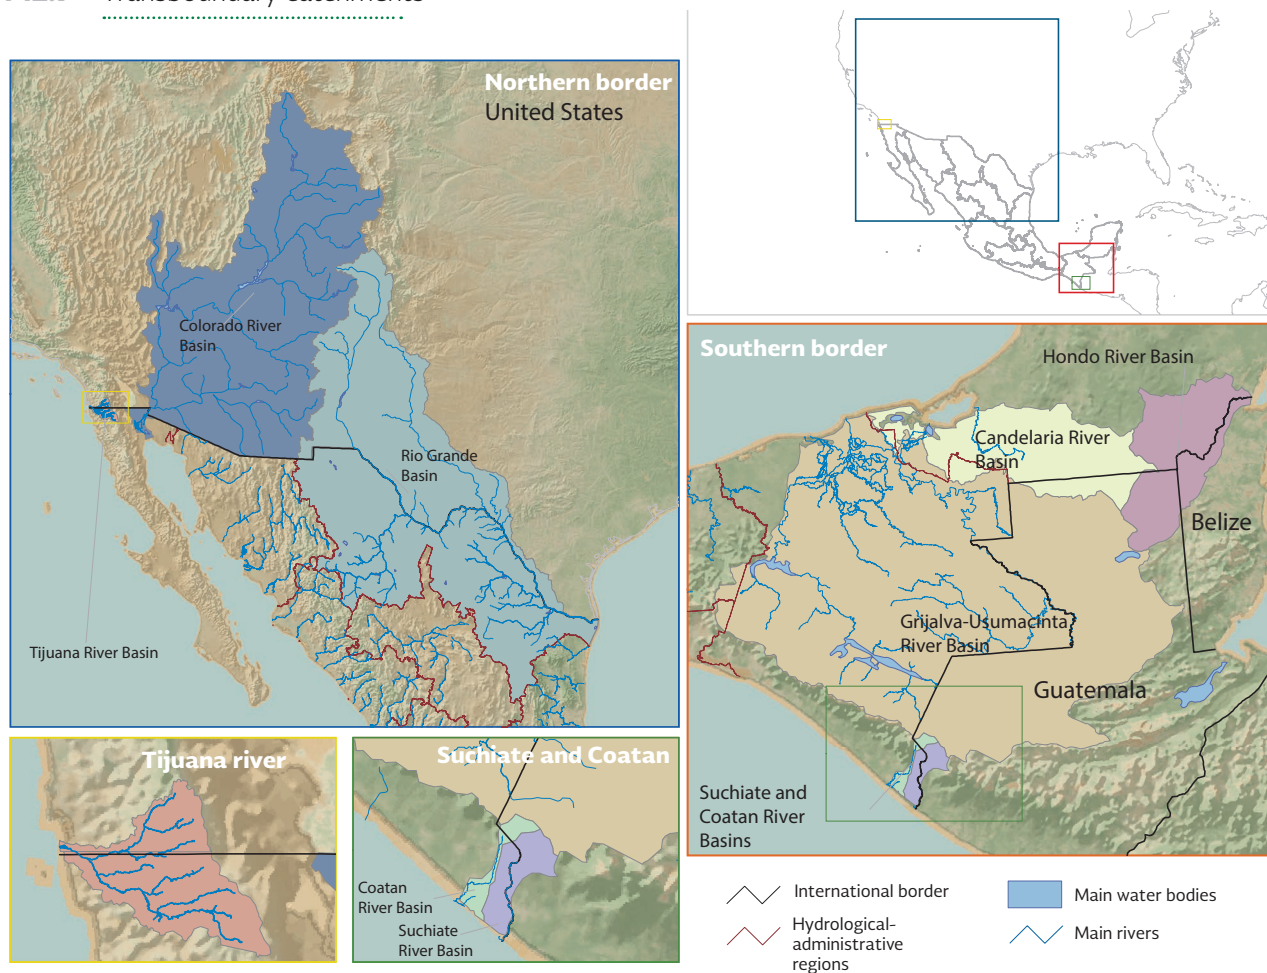 Transboundary catchments
Northern border
United States
Colorado River
Basin
Rio Grande
Basin
Tijuana River Basin
Southern border
Hondo River Basin
Candelaria River
Basin
Belize
Grijalva-Usumacinta
River Basin
Guatemala
Suchiate and
Coatan River
Basins
Tijuana river
Suchiate and Coatan
Coatan
River Basin
Suchiate
River Basin
International border
Hydrological-
administrative
regions
Main water bodies
Main rivers